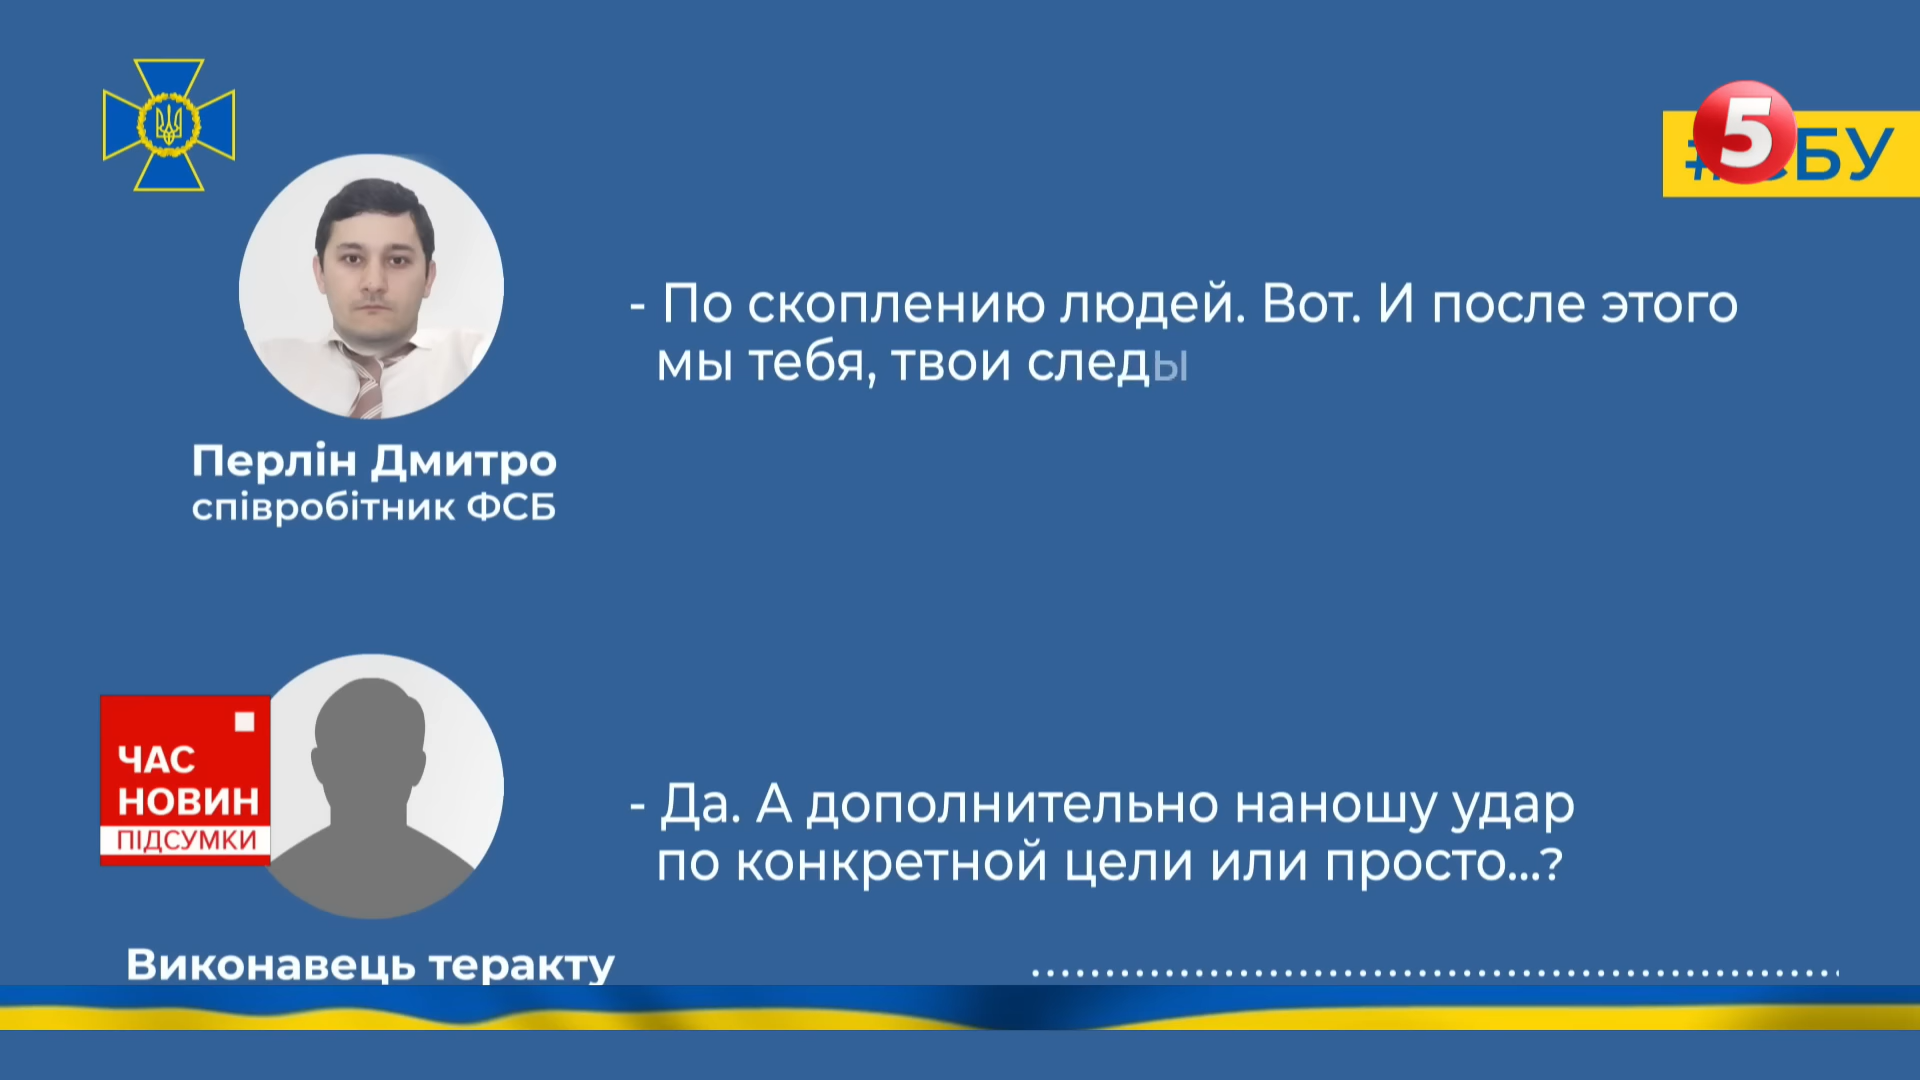 5
БУ
- По скоплению людей. Вот. И после этого
мы тебя, твои следы
Перлін Дмитро
співробітник ФСБ
ЧАС
НОВИН
ПІДСУМКИ
- Да. А дополнительно наношу удар
по конкретной цели или просто...?
Виконавець теракту